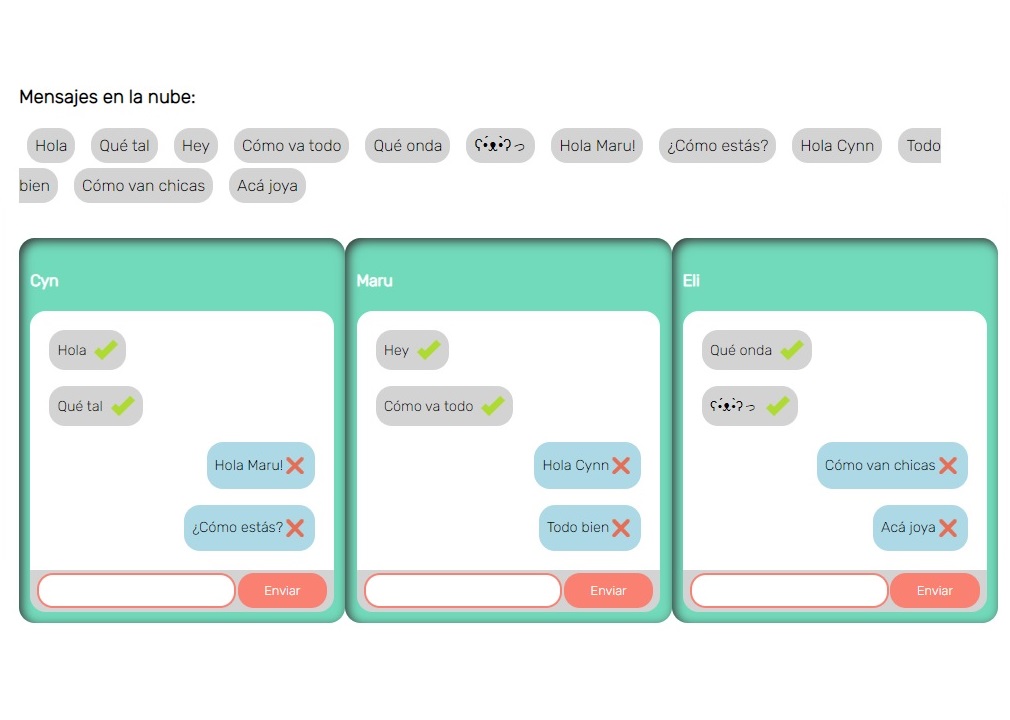 Mensajes en la nube:
Hola Qué tal Hey Cómo va todo Qué onda ʕ•́ᴥ•̀ʔっ Hola Maru! ¿Cómo estás? Hola Cynn Todo
bien Cómo van chicas Acá joya
Cyn
Hola
Qué tal
Hola Maru!
¿Cómo estás?
Enviar
Maru
Hey
Cómo va todo
Hola Cynn
Todo bien
Enviar
Eli
Qué onda
ʕ•́ᴥ•̀ʔっ
Cómo van chicas
Acá joya
Enviar